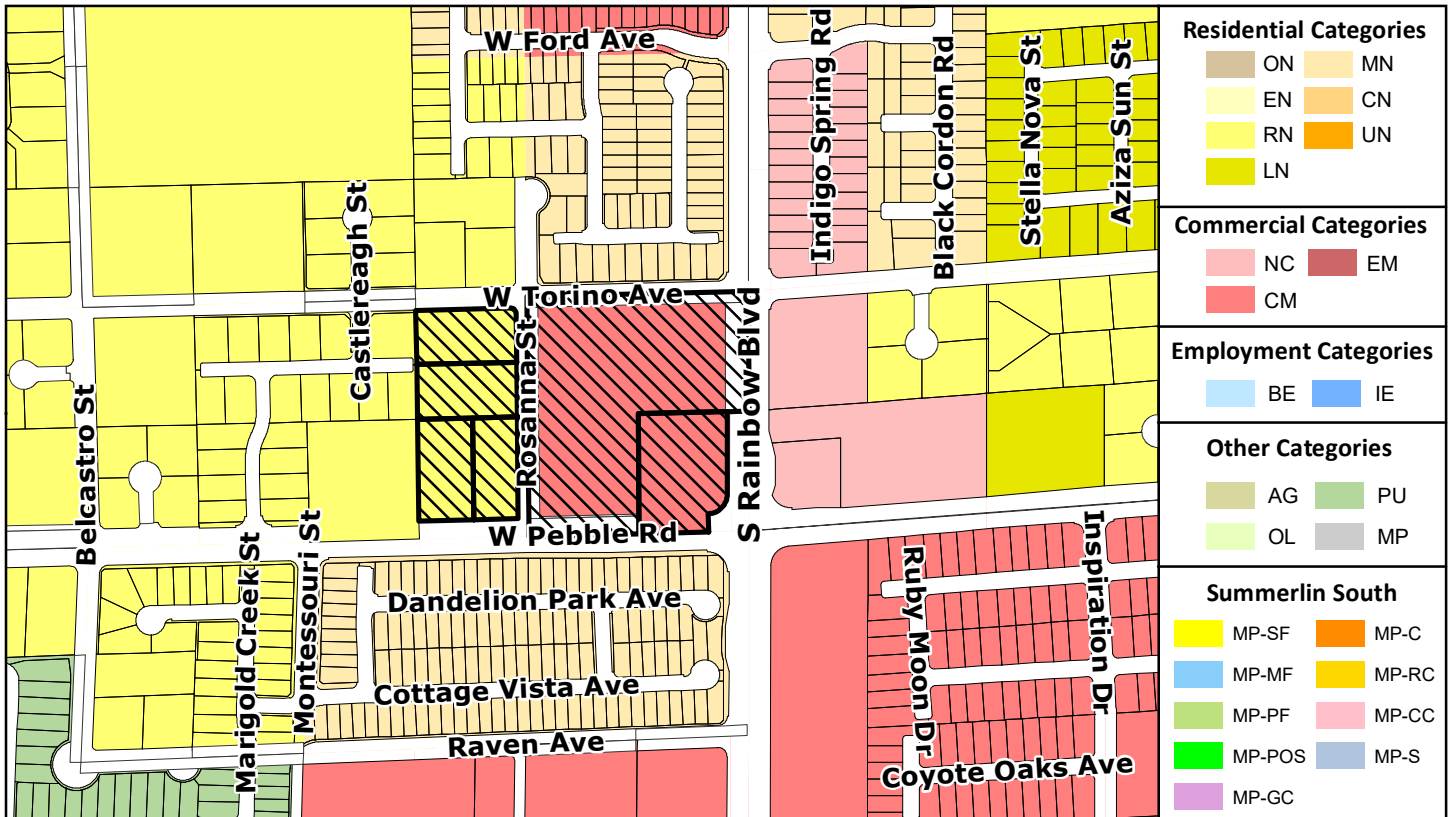 W Ford Ave
Indigo Spring Rd
Black Cordon Rd
Stella Nova St
Aziza Sun St
Castlereagh St
W Torino Ave
Rosanna St
S Rainbow Blvd
Belcastro St
W Pebble Rd
Marigold Creek St
Montessouri St
Dandelion Park Ave
Cottage Vista Ave
Raven Ave
Ruby Moon Dr
Inspiration Dr
Coyote Oaks Ave
Residential Categories
ON MN
EN CN
RN UN
LN
Commercial Categories
NC EM
CM
Employment Categories
BE IE
Other Categories
AG PU
OL MP
Summerlin South
MP-SF MP-C
MP-MF MP-RC
MP-PF MP-CC
MP-POS MP-S
MP-GC